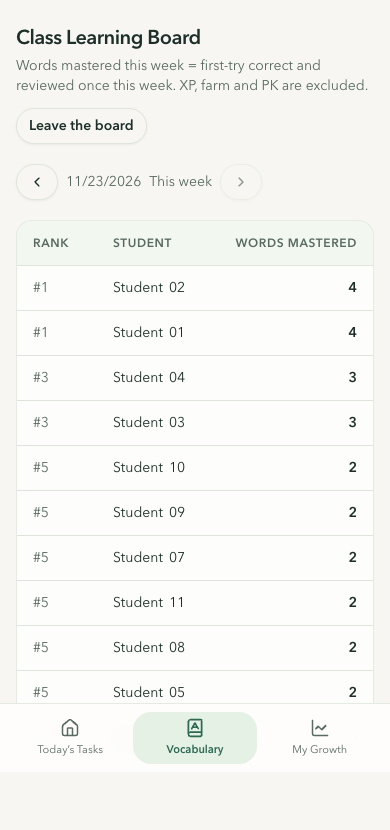 Class Learning Board
Words mastered this week = first-try correct and
reviewed once this week. XP, farm and PK are excluded.
Leave the board
11/23/2026 This week
RANK STUDENT WORDS MASTERED
#1 Student 02 4
#1 Student 01 4
#3 Student 04 3
#3 Student 03 3
#5 Student 10 2
#5 Student 09 2
#5 Student 07 2
#5 Student 11 2
#5 Student 08 2
#5 Student 05 2
Today's Tasks Vocabulary My Growth